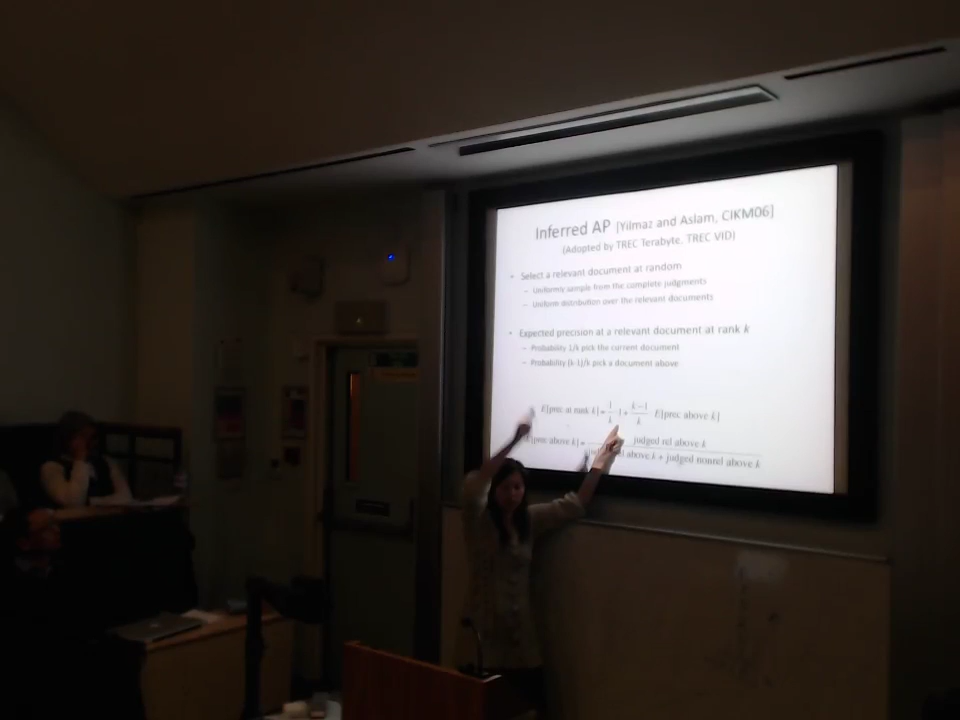 Inferred AP [Yilmaz and Aslam, CIKM06]
(Adopted by TREC Terabyte, TREC VID)
• Select a relevant document at random
– Uniformly sample from the complete judgments
– Uniform distribution over the relevant documents
• Expected precision at a relevant document at rank k
– Probability 1/k pick the current document
– Probability (k-1)/k pick a document above
E[prec at rank k] = 1/k · 1 + k−1/k · E[prec above k]
E[prec above k] = judged rel above k
above k + judged nonrel above k